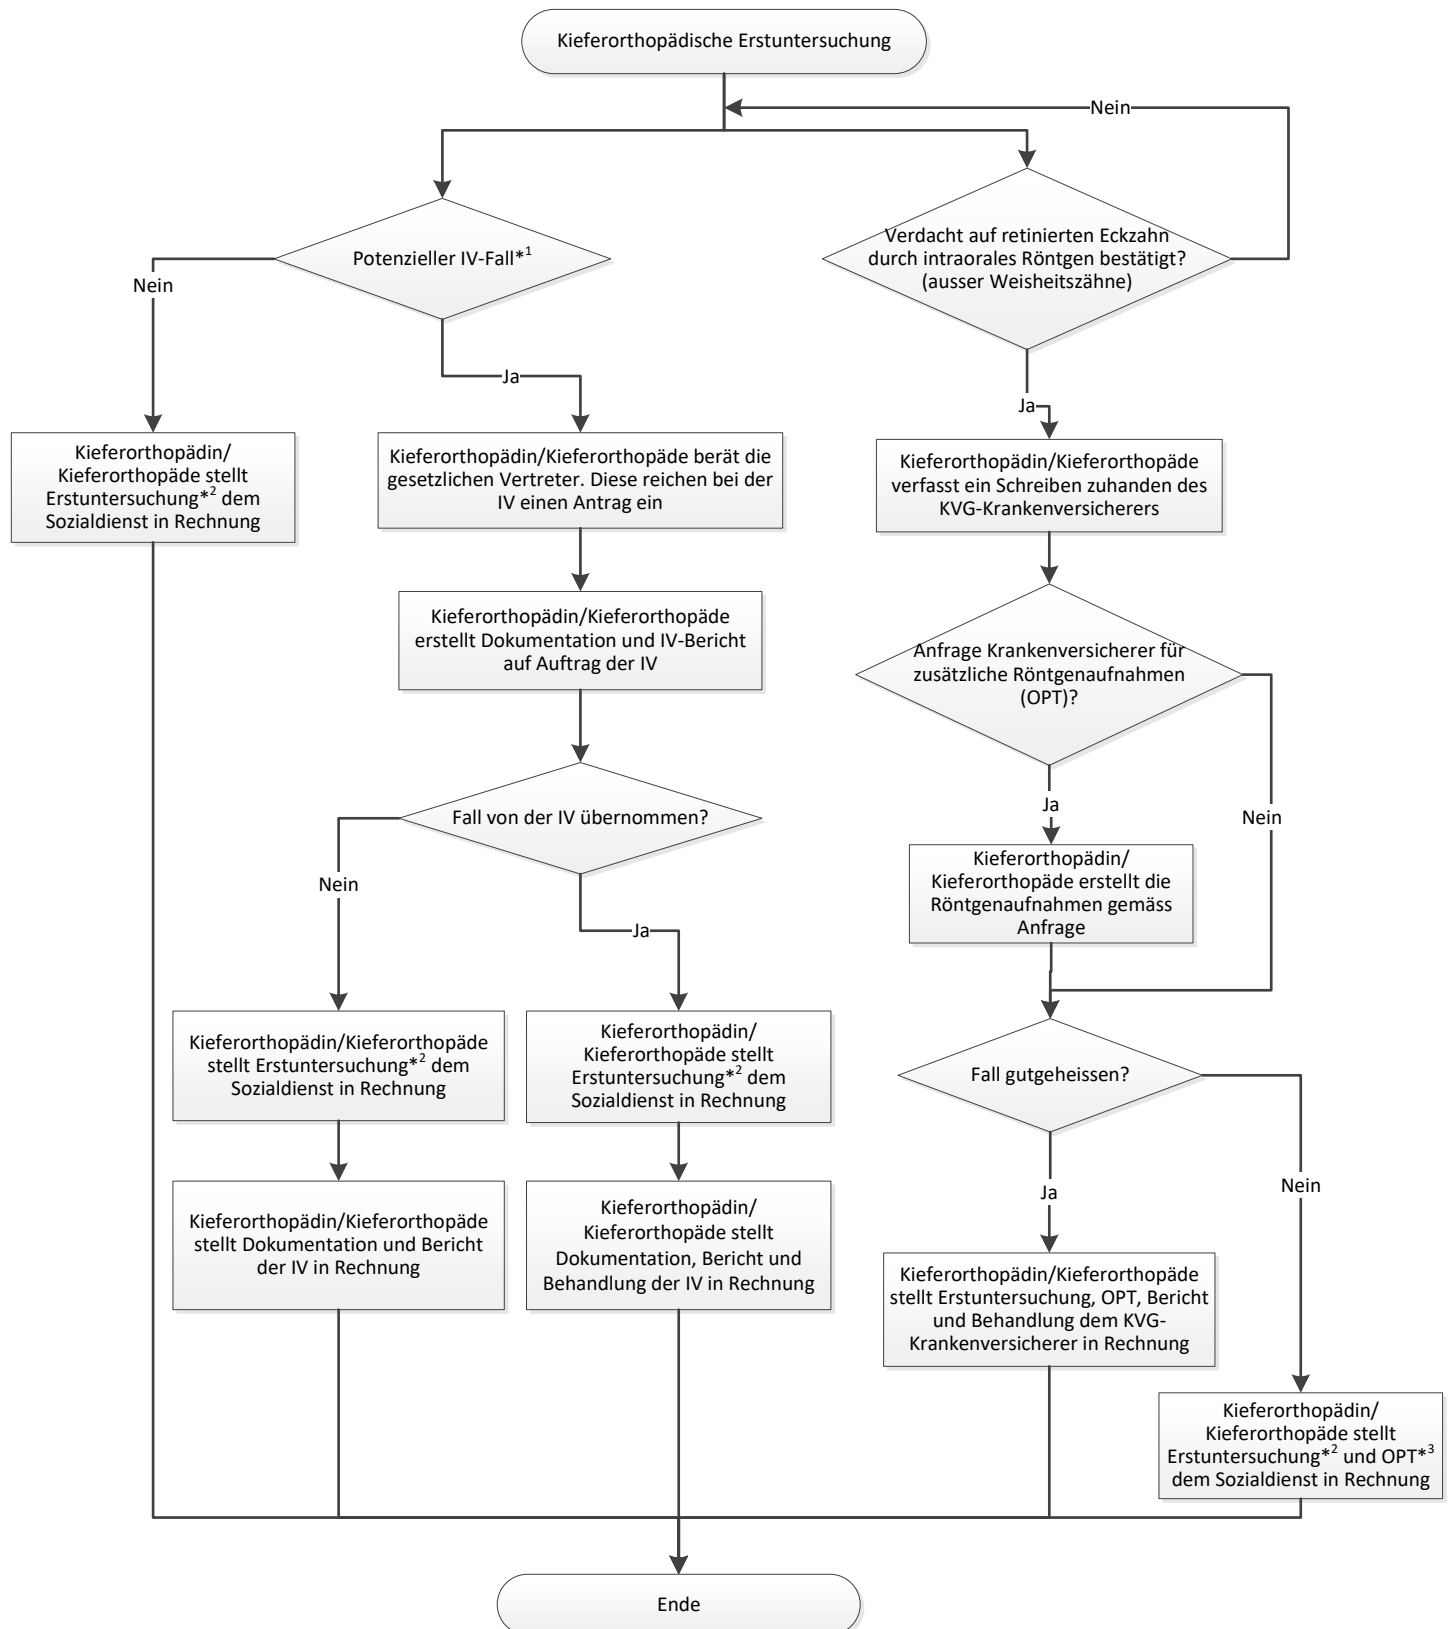 Kieferorthopädische Erstuntersuchung
Nein
Potenzieller IV-Fall*1
Verdacht auf retinierten Eckzahn
durch intraorales Röntgen bestätigt?
(ausser Weisheitszähne)
Nein
Ja
Ja
Kieferorthopädin/
Kieferorthopäde stellt
Erstuntersuchung*2 dem
Sozialdienst in Rechnung
Kieferorthopädin/Kieferorthopäde berät die
gesetzlichen Vertreter. Diese reichen bei der
IV einen Antrag ein
Kieferorthopädin/Kieferorthopäde
verfasst ein Schreiben zuhanden des
KVG-Krankenversicherers
Kieferorthopädin/Kieferorthopäde
erstellt Dokumentation und IV-Bericht
auf Auftrag der IV
Anfrage Krankenversicherer für
zusätzliche Röntgenaufnahmen
(OPT)?
Ja
Nein
Fall von der IV übernommen?
Kieferorthopädin/
Kieferorthopäde erstellt die
Röntgenaufnahmen gemäss
Anfrage
Nein
Ja
Kieferorthopädin/Kieferorthopäde
stellt Erstuntersuchung*2 dem
Sozialdienst in Rechnung
Kieferorthopädin/
Kieferorthopäde stellt
Erstuntersuchung*2 dem
Sozialdienst in Rechnung
Fall gutgeheissen?
Ja
Nein
Kieferorthopädin/Kieferorthopäde
stellt Dokumentation und Bericht
der IV in Rechnung
Kieferorthopädin/
Kieferorthopäde stellt
Dokumentation, Bericht und
Behandlung der IV in Rechnung
Kieferorthopädin/Kieferorthopäde
stellt Erstuntersuchung, OPT, Bericht
und Behandlung dem KVG-
Krankenversicherer in Rechnung
Kieferorthopädin/
Kieferorthopäde stellt
Erstuntersuchung*2 und OPT*3
dem Sozialdienst in Rechnung
Ende